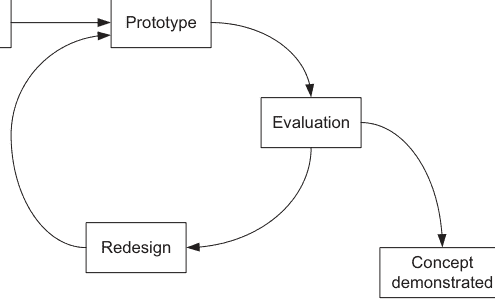 Prototype
Evaluation
Redesign
Concept
demonstrated